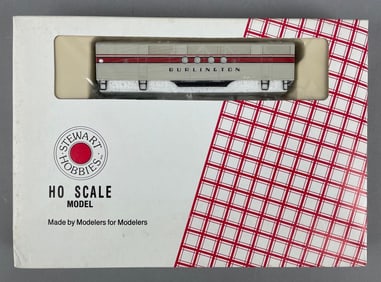 BURLINGTON
STEWART
HOBBIES
HO SCALE
MODEL
Made by Modelers for Modelers